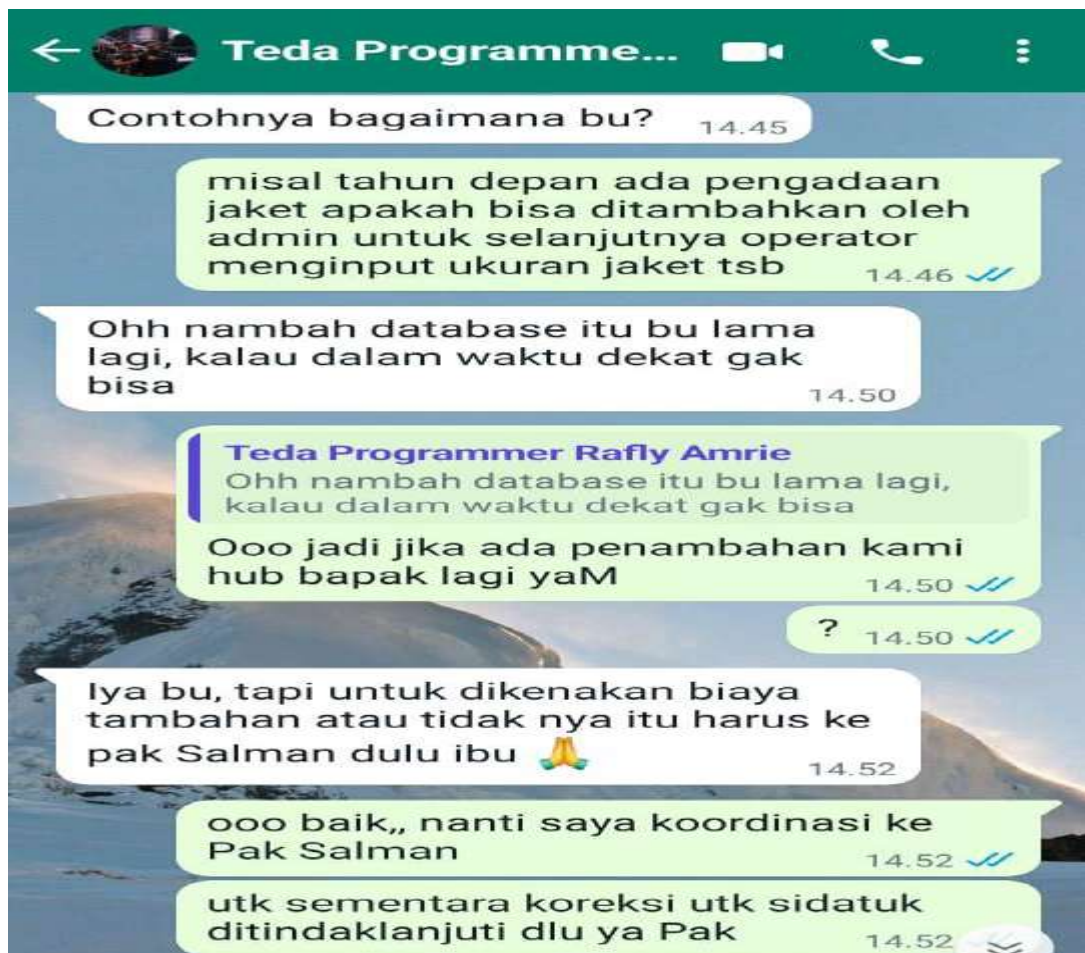 Teda Programme...
Contohnya bagaimana bu? 14.45
misal tahun depan ada pengadaan
jaket apakah bisa ditambahkan oleh
admin untuk selanjutnya operator
menginput ukuran jaket tsb 14.46
Ohh nambah database itu bu lama
lagi, kalau dalam waktu dekat gak
bisa 14.50
Teda Programmer Rafly Amrie
Ohh nambah database itu bu lama lagi,
kalau dalam waktu dekat gak bisa
Ooo jadi jika ada penambahan kami
hub bapak lagi yaM 14.50
? 14.50
Iya bu, tapi untuk dikenakan biaya
tambahan atau tidak nya itu harus ke
pak Salman dulu ibu 🙏 14.52
ooo baik,, nanti saya koordinasi ke
Pak Salman 14.52
utk sementara koreksi utk sidatuk
ditindaklanjuti dlu ya Pak 14.52